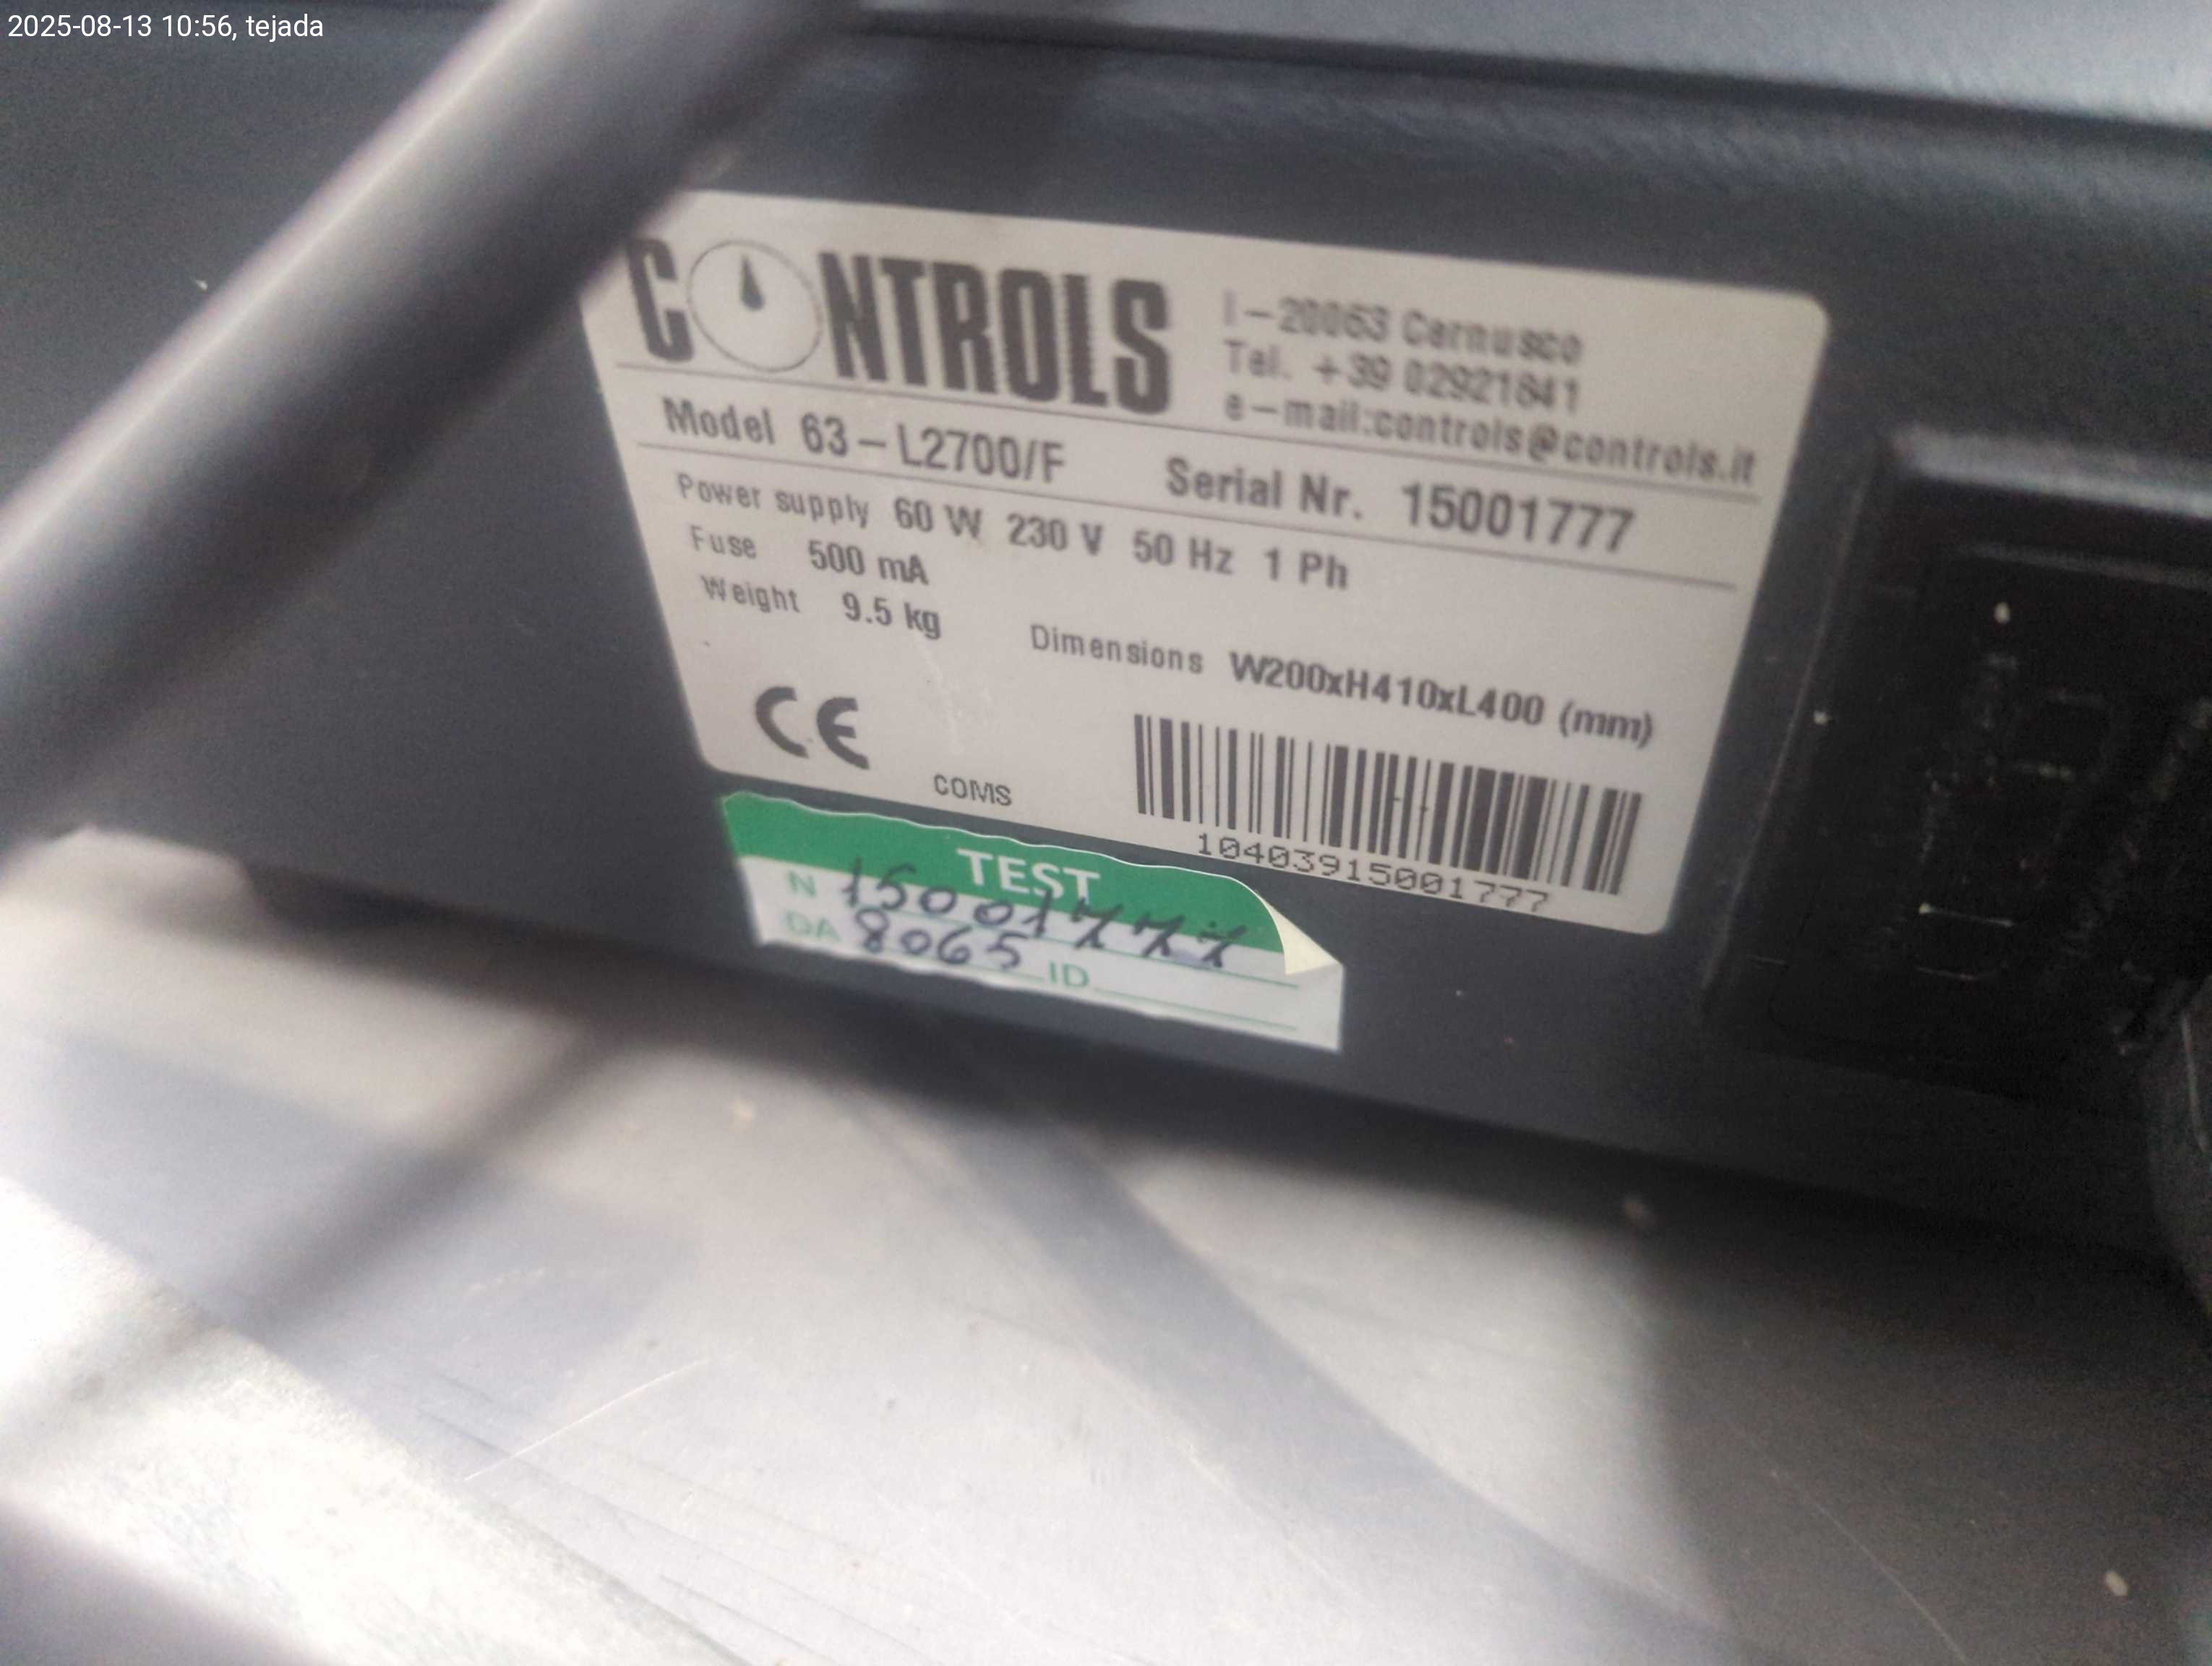 2025-08-13 10:56, tejada
CONTROLS
I-20063 Cernusco
Tel. +39 02921841
e-mail:controls@controls.it
Model 63-L2700/F Serial Nr. 15001777
Power supply 60 W 230 V 50 Hz 1 Ph
Fuse 500 mA
Weight 9.5 kg Dimensions W200xH410xL400 (mm)
CE
COMS
10403915001777
TEST
N 15001777
DA 8065 ID